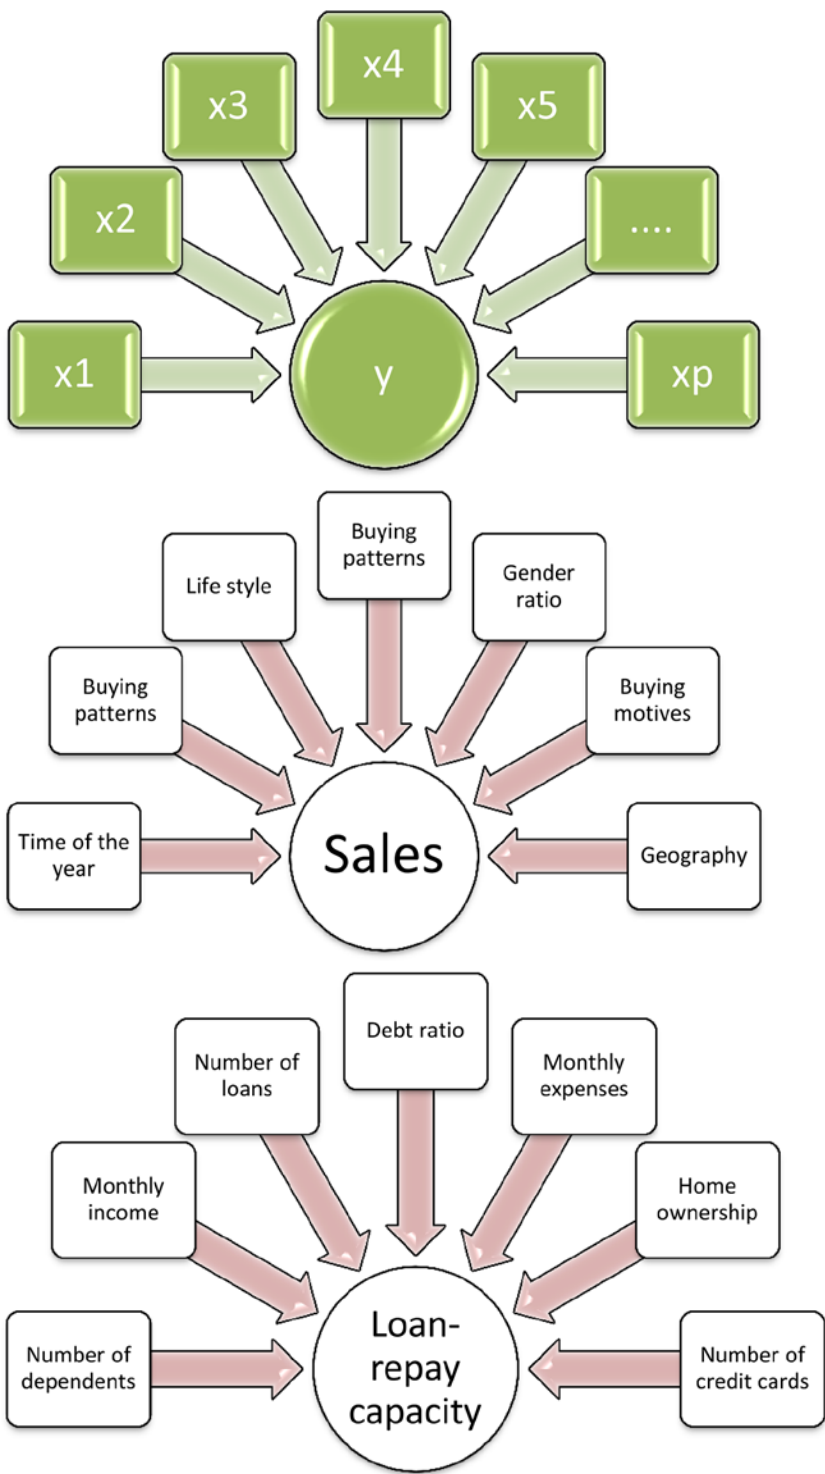 x1
x2
x3
x4
x5
....
xp
y
Time of the
year
Buying
patterns
Life style
Buying
patterns
Gender
ratio
Buying
motives
Geography
Sales
Number of
dependents
Monthly
income
Number of
loans
Debt ratio
Monthly
expenses
Home
ownership
Number of
credit cards
Loan-
repay
capacity